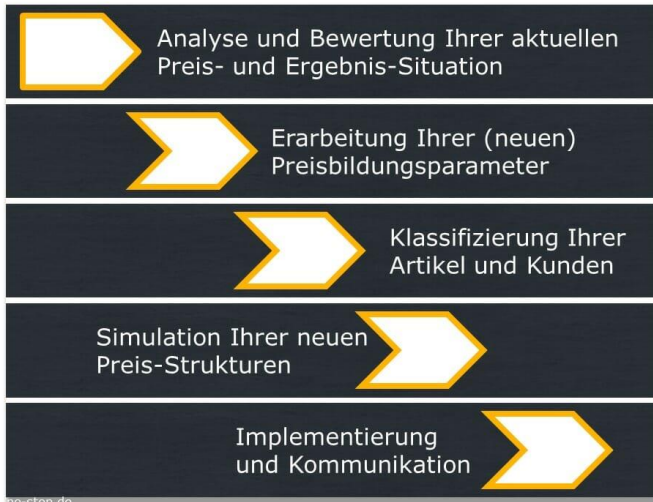 Analyse und Bewertung Ihrer aktuellen
Preis- und Ergebnis-Situation
Erarbeitung Ihrer (neuen)
Preisbildungsparameter
Klassifizierung Ihrer
Artikel und Kunden
Simulation Ihrer neuen
Preis-Strukturen
Implementierung
und Kommunikation